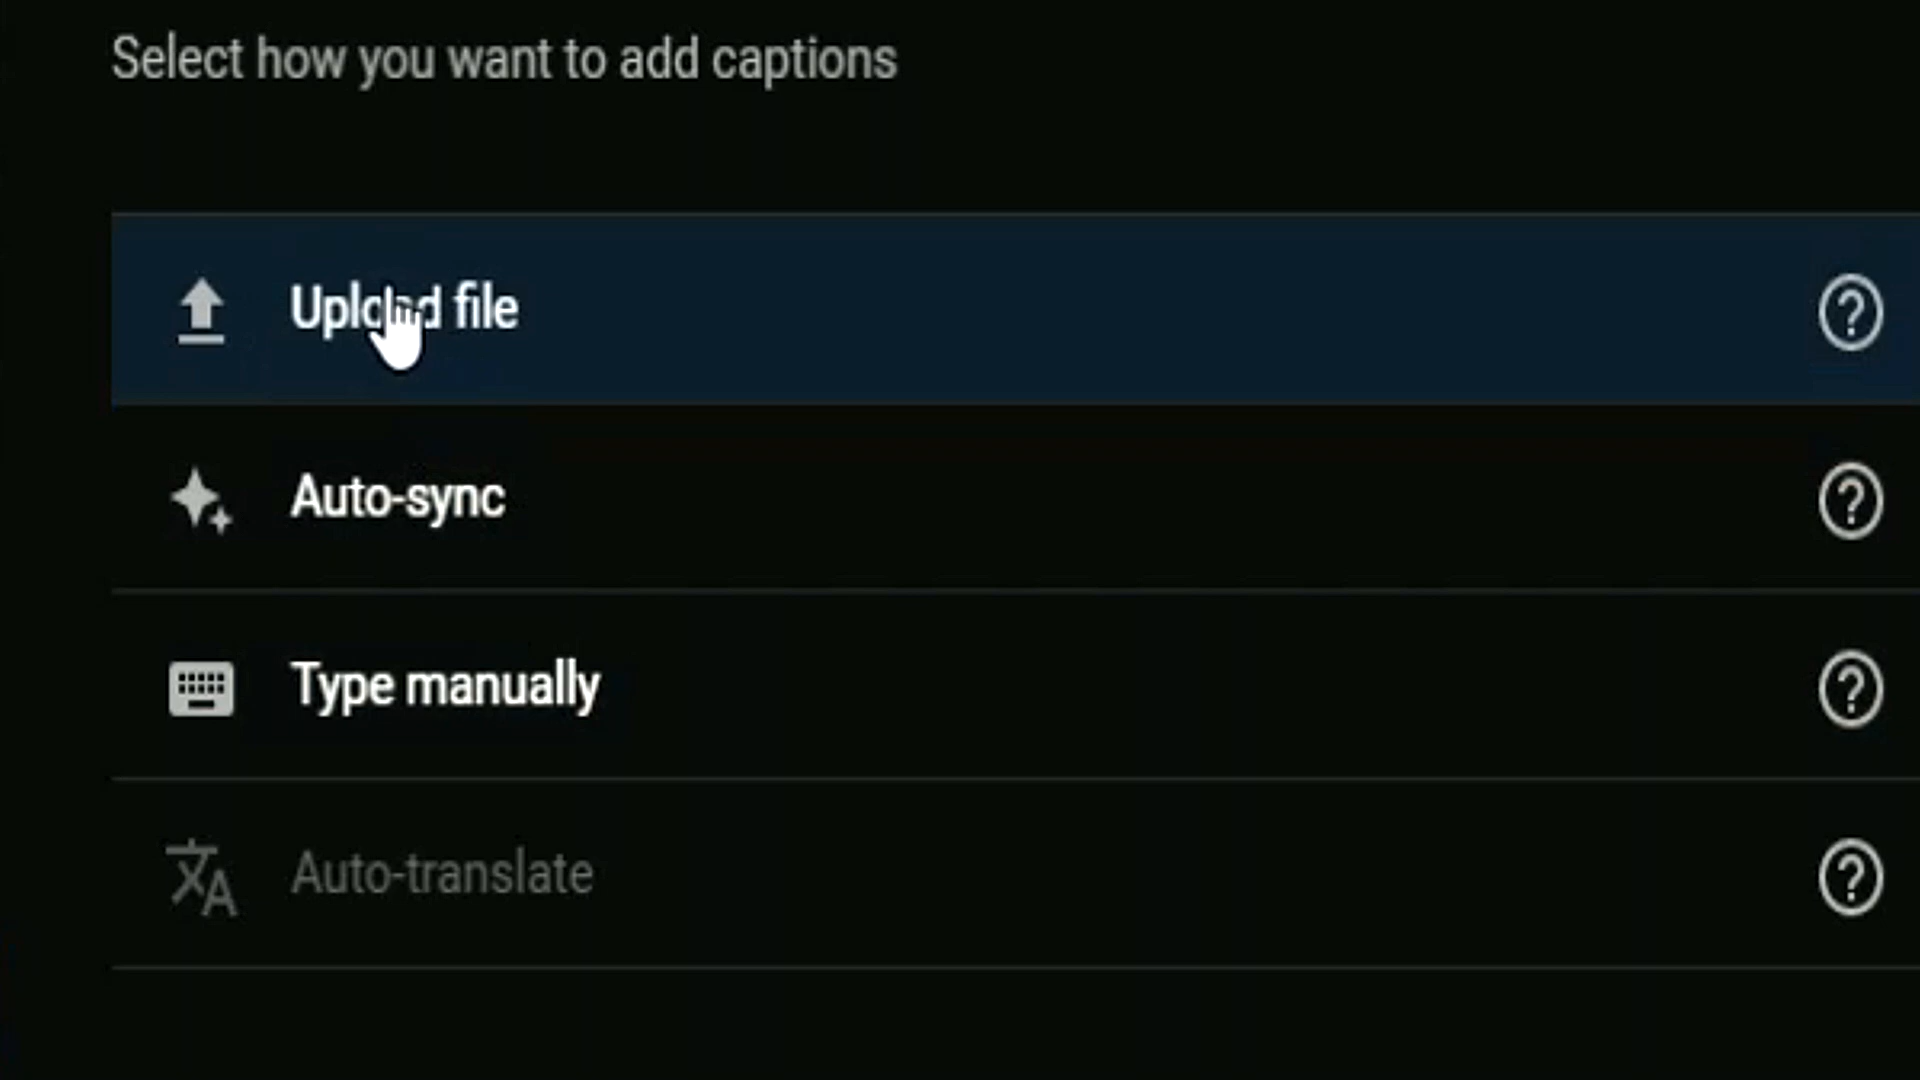 Select how you want to add captions
Upload file
Auto-sync
Type manually
Auto-translate